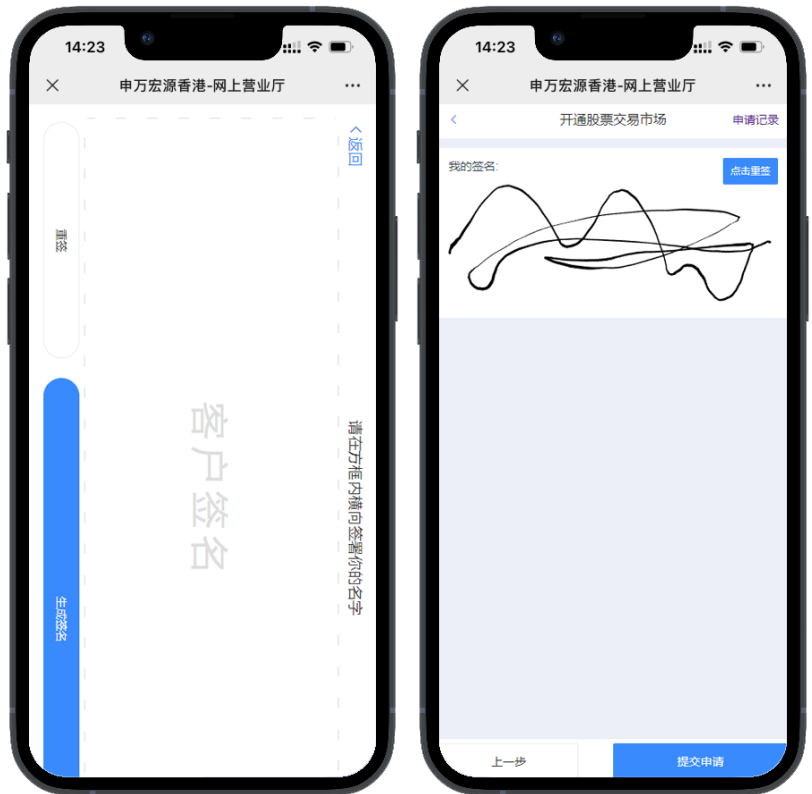 14:23
申万宏源香港-网上营业厅
返回
请在方框内横向签署你的名字
客户签名
重签
生成签名
14:23
申万宏源香港-网上营业厅
开通股票交易市场 申请记录
我的签名: 点击重签
上一步 提交申请